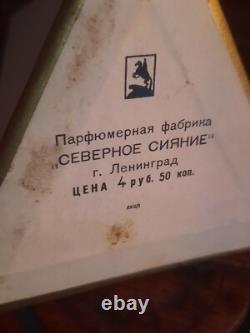 Парфюмерная фабрика
„СЕВЕРНОЕ СИЯНИЕ"
г. Ленинград
ЦЕНА 4 руб. 50 коп.